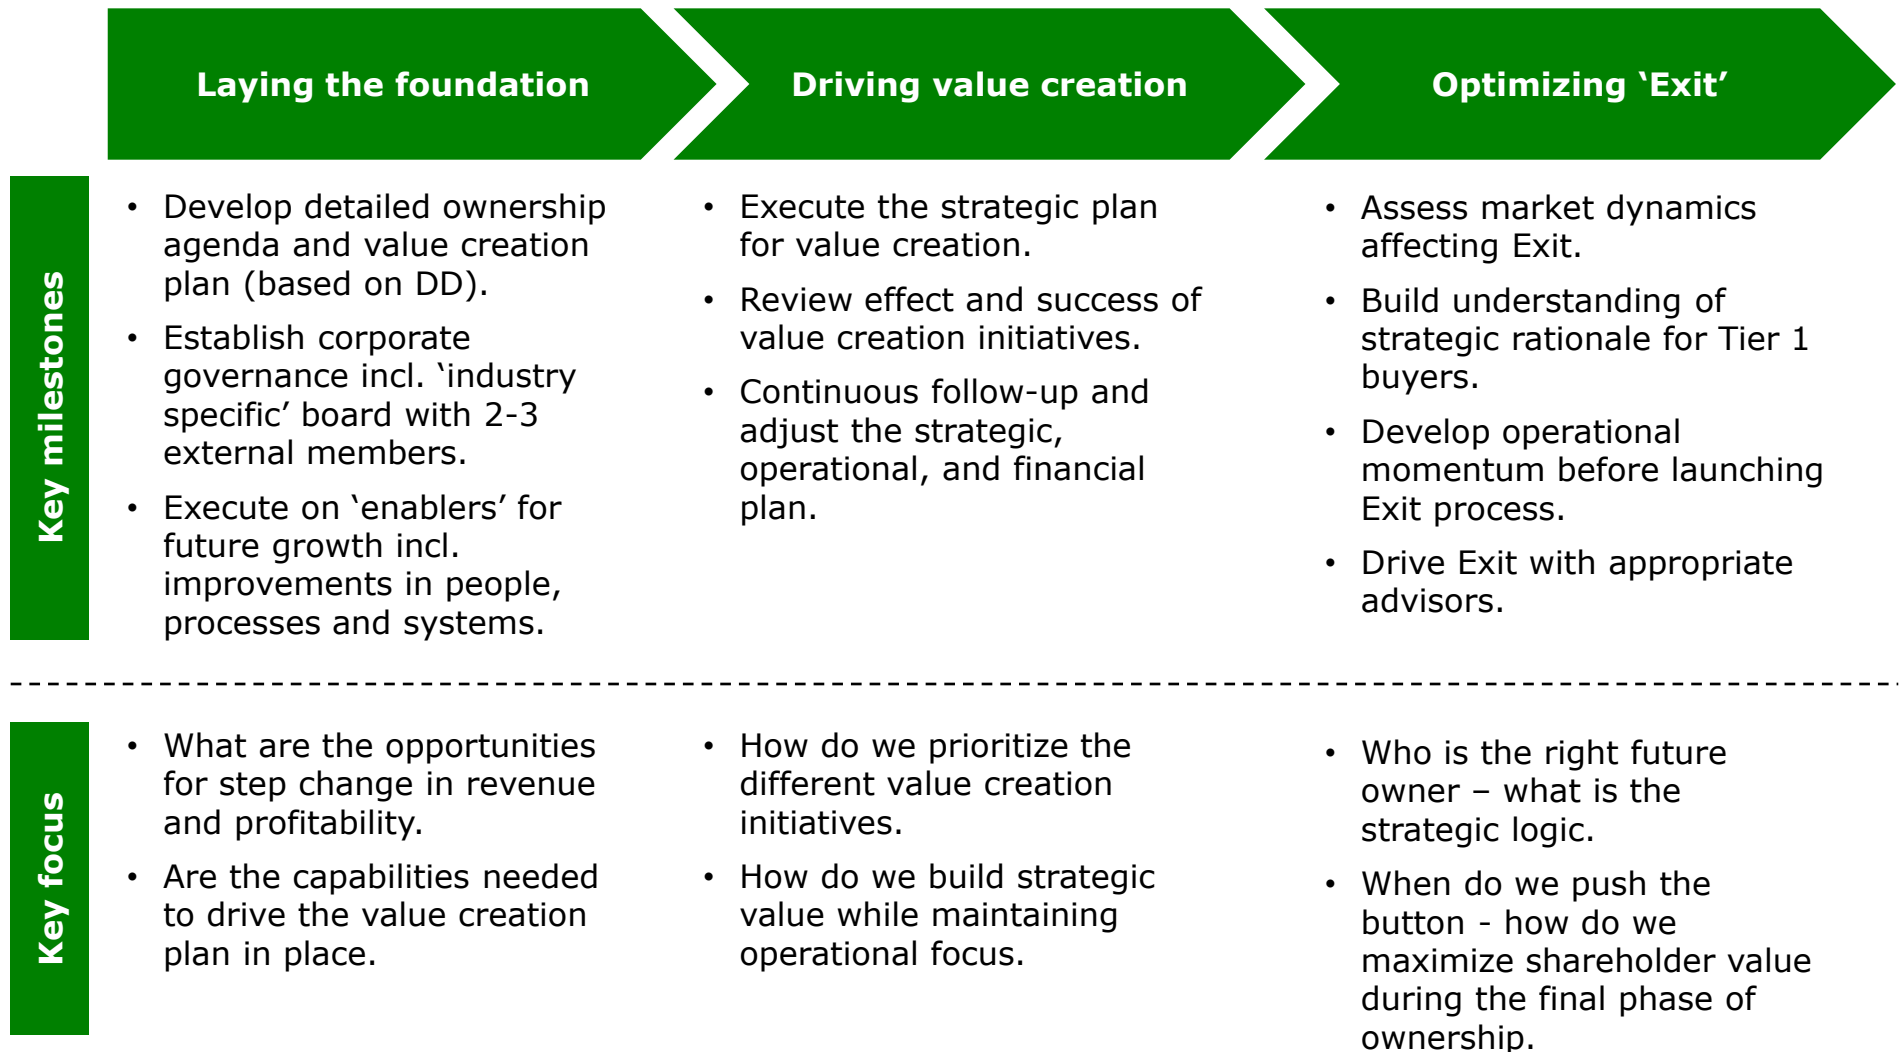 Laying the foundation
Driving value creation
Optimizing ‘Exit’
Key milestones
• Develop detailed ownership
agenda and value creation
plan (based on DD).
• Establish corporate
governance incl. ‘industry
specific’ board with 2-3
external members.
• Execute on ‘enablers’ for
future growth incl.
improvements in people,
processes and systems.
• Execute the strategic plan
for value creation.
• Review effect and success of
value creation initiatives.
• Continuous follow-up and
adjust the strategic,
operational, and financial
plan.
• Assess market dynamics
affecting Exit.
• Build understanding of
strategic rationale for Tier 1
buyers.
• Develop operational
momentum before launching
Exit process.
• Drive Exit with appropriate
advisors.
Key focus
• What are the opportunities
for step change in revenue
and profitability.
• Are the capabilities needed
to drive the value creation
plan in place.
• How do we prioritize the
different value creation
initiatives.
• How do we build strategic
value while maintaining
operational focus.
• Who is the right future
owner – what is the
strategic logic.
• When do we push the
button - how do we
maximize shareholder value
during the final phase of
ownership.